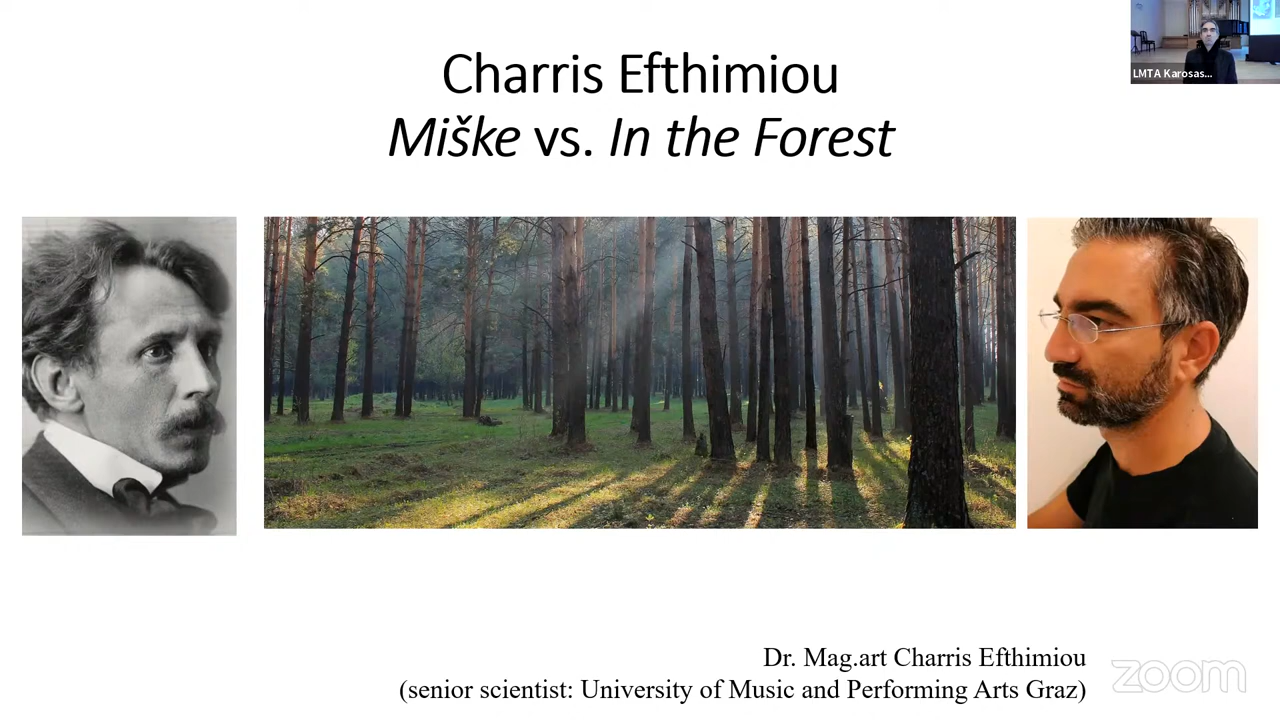 Charris Efthimiou
Miške vs. In the Forest
LMTA Karosas...
Dr. Mag.art Charris Efthimiou
(senior scientist: University of Music and Performing Arts Graz)
zoom